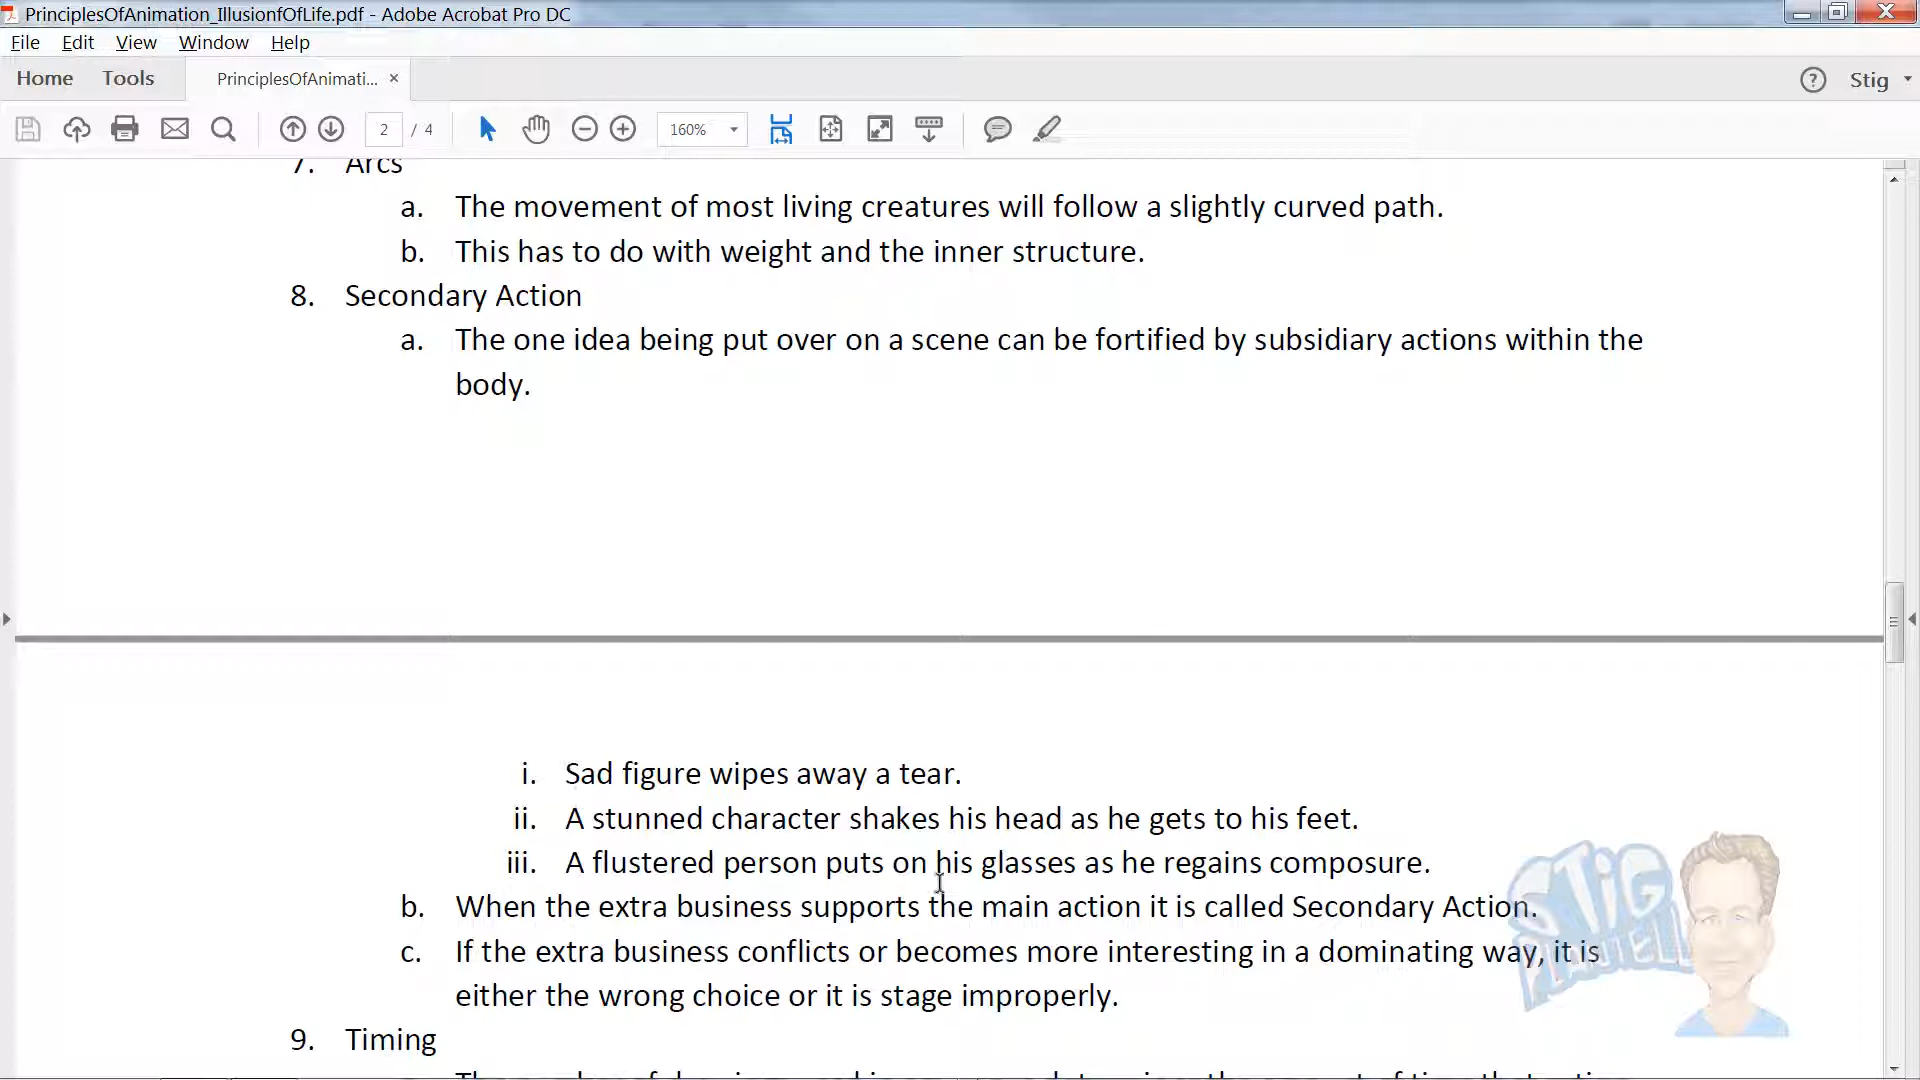 PrinciplesOfAnimation_IllusionfOfLife.pdf - Adobe Acrobat Pro DC
File Edit View Window Help
Home Tools PrinciplesOfAnimati... × ? Stig
2 / 4 160%
7. Arcs
a. The movement of most living creatures will follow a slightly curved path.
b. This has to do with weight and the inner structure.
8. Secondary Action
a. The one idea being put over on a scene can be fortified by subsidiary actions within the
body.
i. Sad figure wipes away a tear.
ii. A stunned character shakes his head as he gets to his feet.
iii. A flustered person puts on his glasses as he regains composure.
b. When the extra business supports the main action it is called Secondary Action.
c. If the extra business conflicts or becomes more interesting in a dominating way, it is
either the wrong choice or it is stage improperly.
STiG
9. Timing